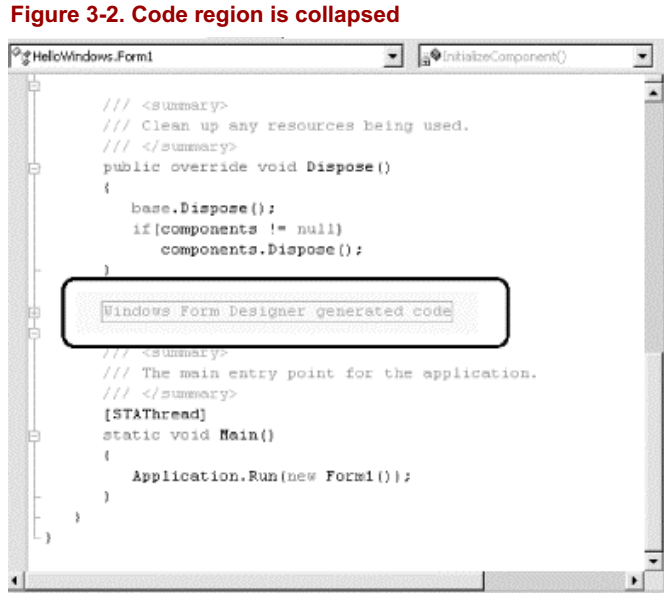 Figure 3-2. Code region is collapsed
HelloWindows.Form1 InitializeComponent()
/// <summary>
/// Clean up any resources being used.
/// </summary>
public override void Dispose()
{
base.Dispose();
if(components != null)
components.Dispose();
}
Windows Form Designer generated code
/// <summary>
/// The main entry point for the application.
/// </summary>
[STAThread]
static void Main()
{
Application.Run(new Form1());
}
}
}